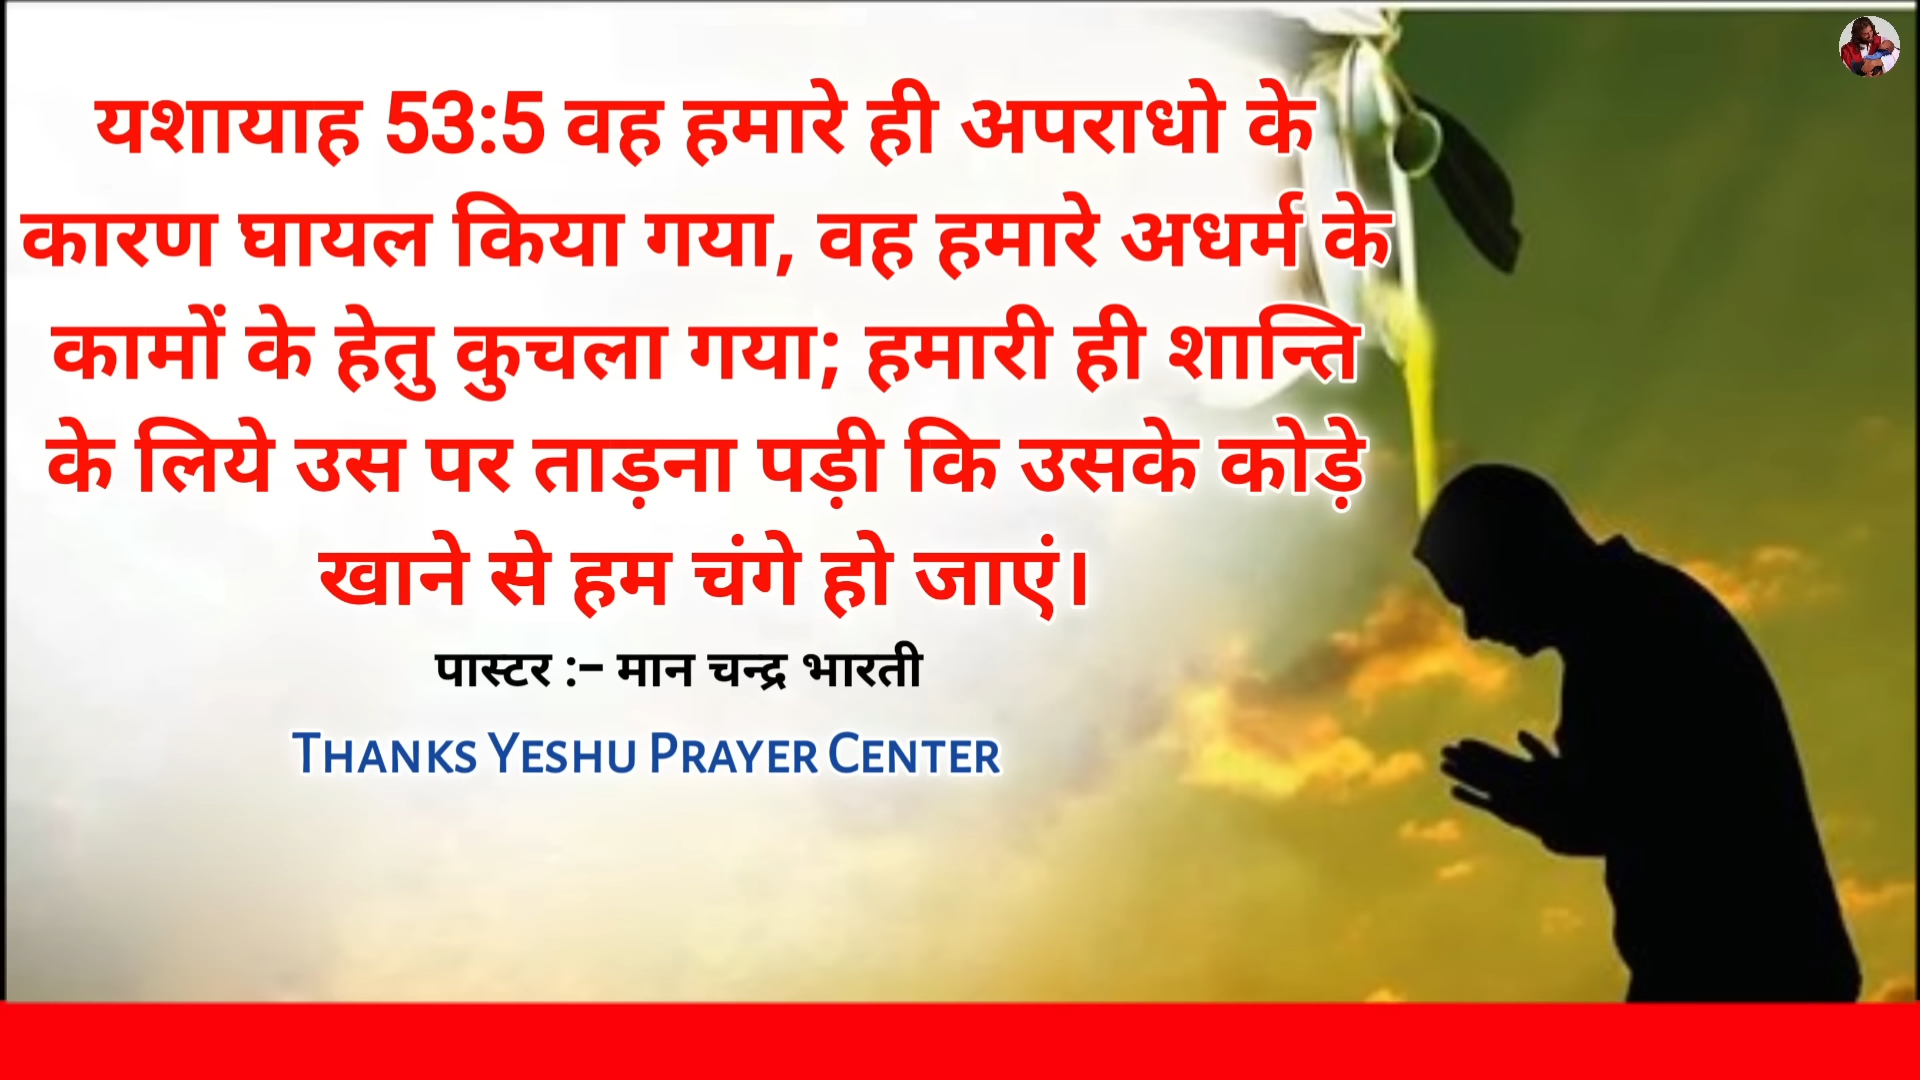 यशायाह 53:5 वह हमारे ही अपराधो के
कारण घायल किया गया, वह हमारे अधर्म के
कामों के हेतु कुचला गया; हमारी ही शान्ति
के लिये उस पर ताड़ना पड़ी कि उसके कोड़े
खाने से हम चंगे हो जाएं।
पास्टर :- मान चन्द्र भारती
Thanks Yeshu Prayer Center